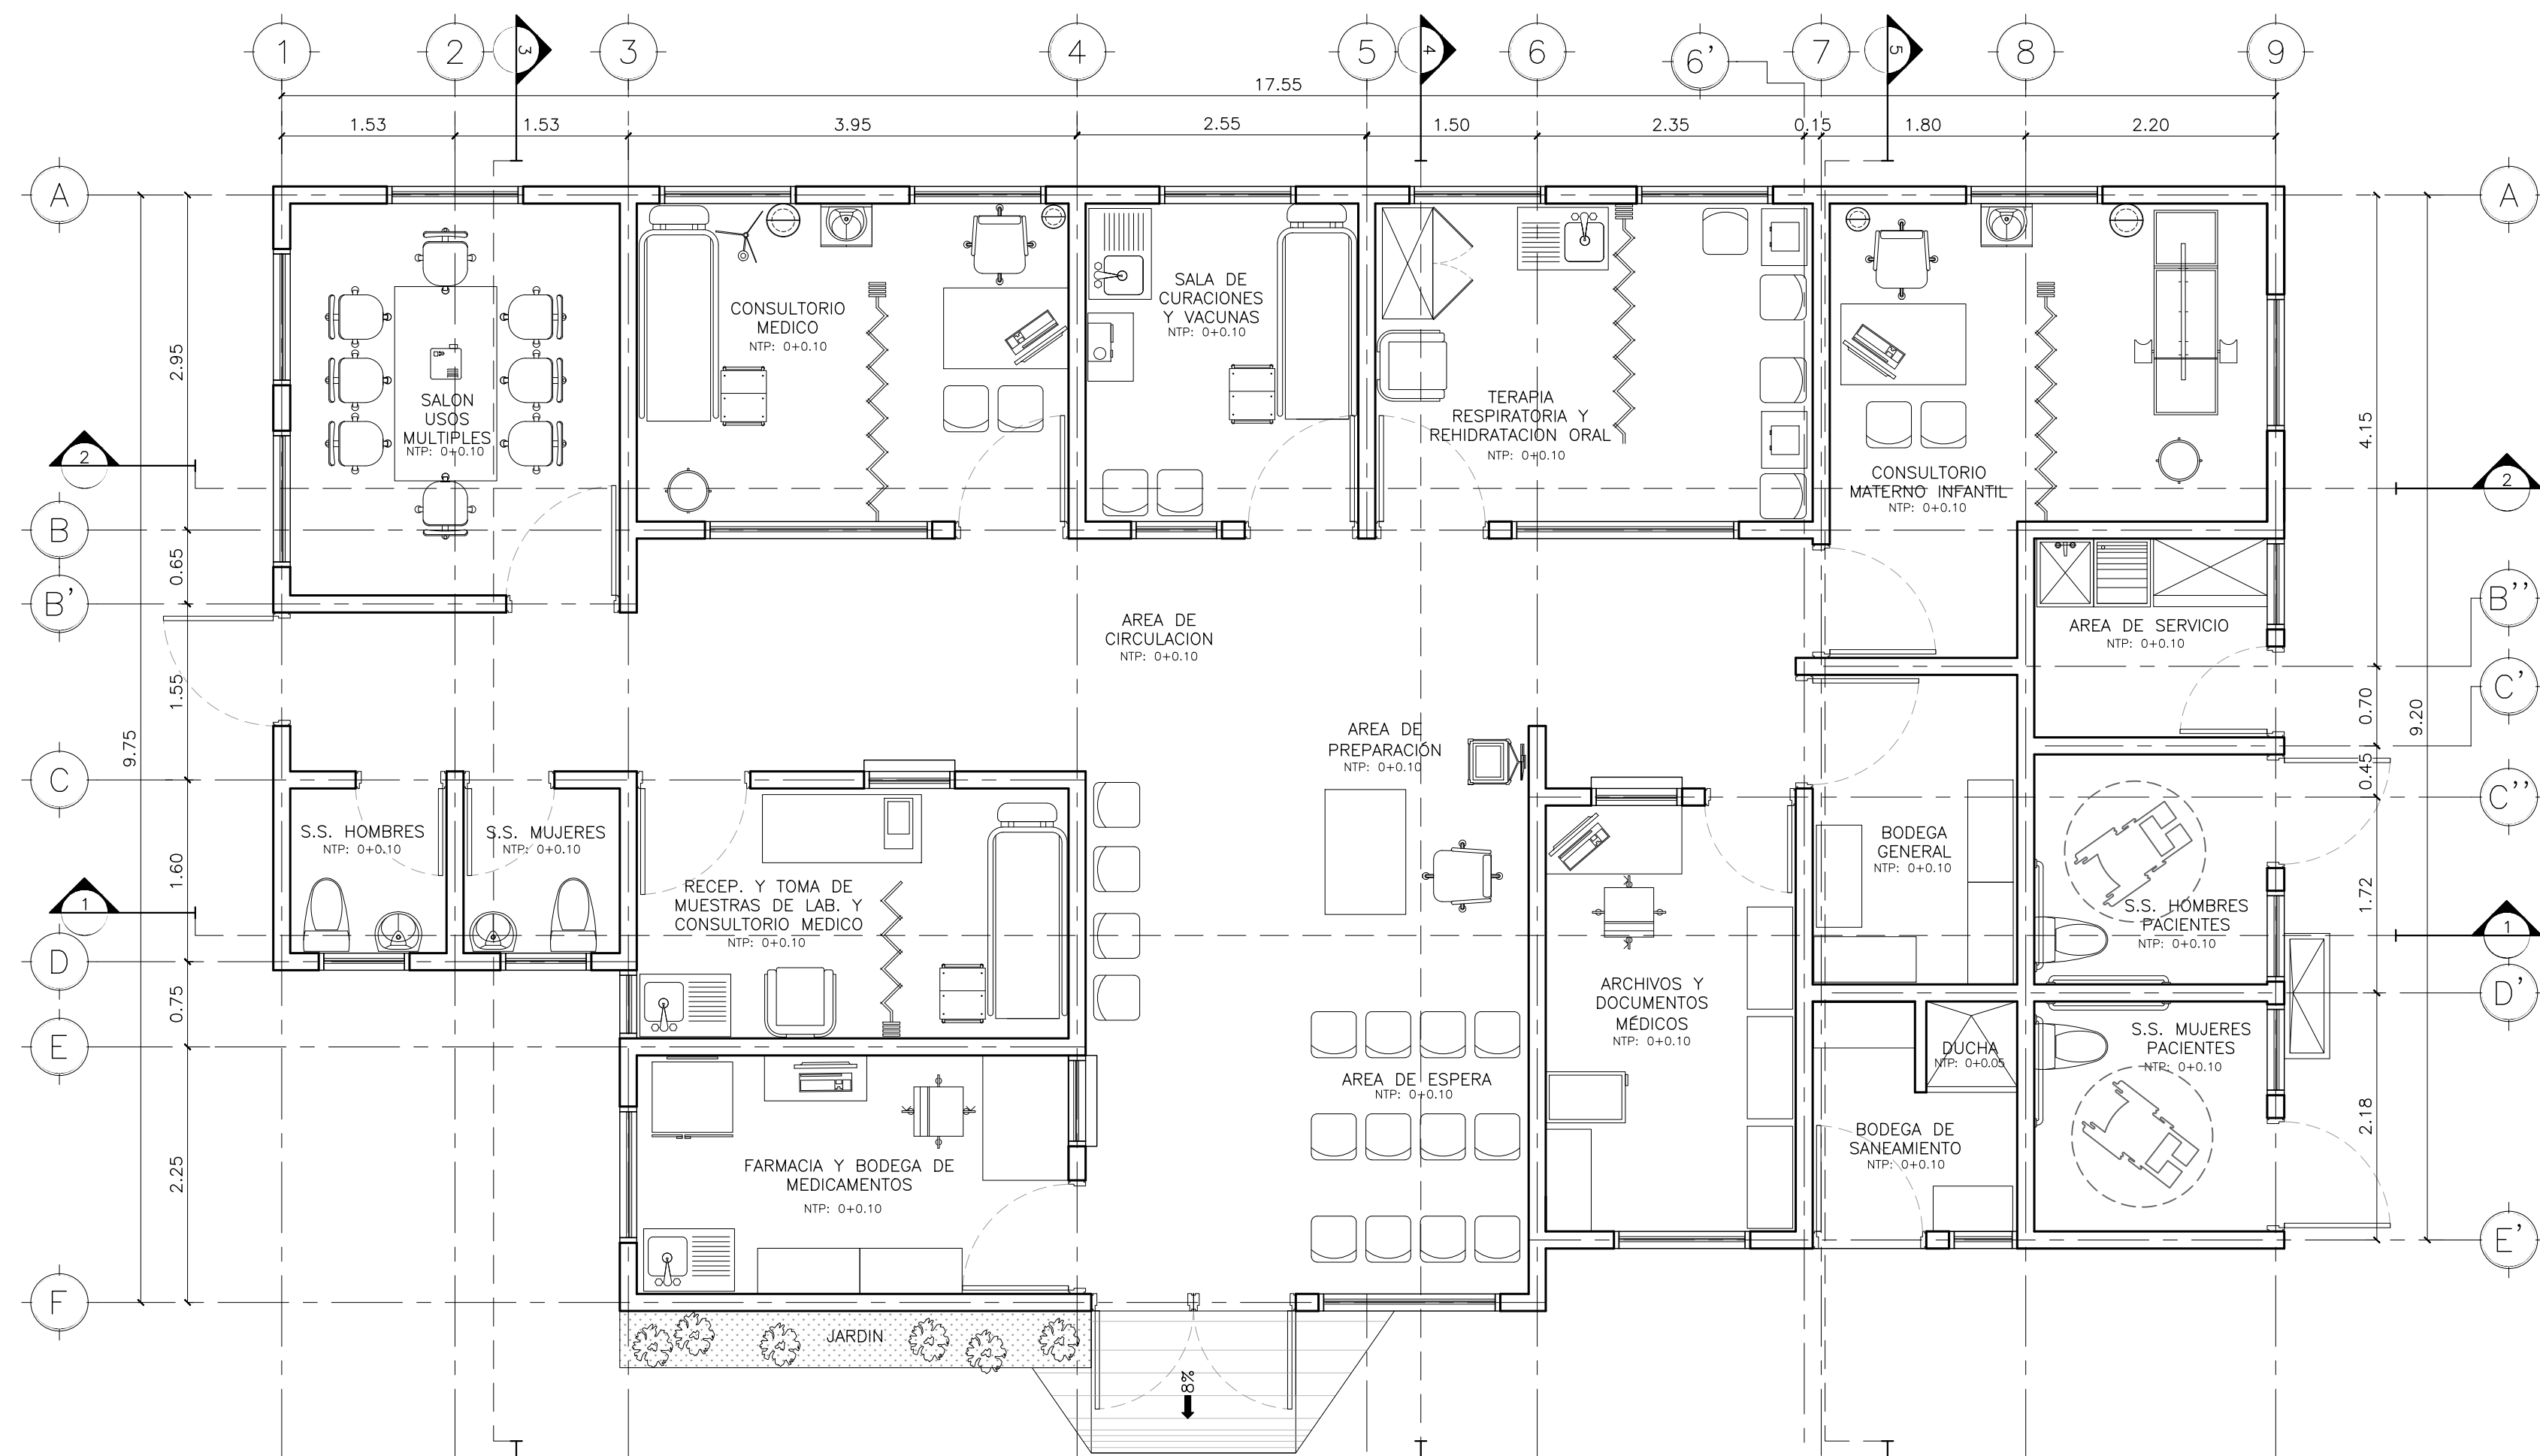 1 2 3 3 4 5 4 6 6' 7 5 8 9
17.55
1.53 1.53 3.95 2.55 1.50 2.35 0.15 1.80 2.20
A A
2.95
4.15
SALON
USOS
MULTIPLES
NTP: 0+0.10
CONSULTORIO
MEDICO
NTP: 0+0.10
SALA DE
CURACIONES
Y VACUNAS
NTP: 0+0.10
TERAPIA
RESPIRATORIA Y
REHIDRATACION ORAL
NTP: 0+0.10
CONSULTORIO
MATERNO INFANTIL
NTP: 0+0.10
2 2
B
0.65
B' B''
AREA DE
CIRCULACION
NTP: 0+0.10
AREA DE SERVICIO
NTP: 0+0.10
1.55
C'
0.70
9.75
9.20
AREA DE
PREPARACIÓN
NTP: 0+0.10
0.45
C C''
S.S. HOMBRES
NTP: 0+0.10
S.S. MUJERES
NTP: 0+0.10
BODEGA
GENERAL
NTP: 0+0.10
1.60
1.72
RECEP. Y TOMA DE
MUESTRAS DE LAB. Y
CONSULTORIO MEDICO
NTP: 0+0.10
S.S. HOMBRES
PACIENTES
NTP: 0+0.10
1 1
D D'
0.75
ARCHIVOS Y
DOCUMENTOS
MÉDICOS
NTP: 0+0.10
E
DUCHA
NTP: 0+0.05
S.S. MUJERES
PACIENTES
NTP: 0+0.10
AREA DE ESPERA
NTP: 0+0.10
2.25
2.18
BODEGA DE
SANEAMIENTO
NTP: 0+0.10
FARMACIA Y BODEGA DE
MEDICAMENTOS
NTP: 0+0.10
E'
F
JARDIN
8%